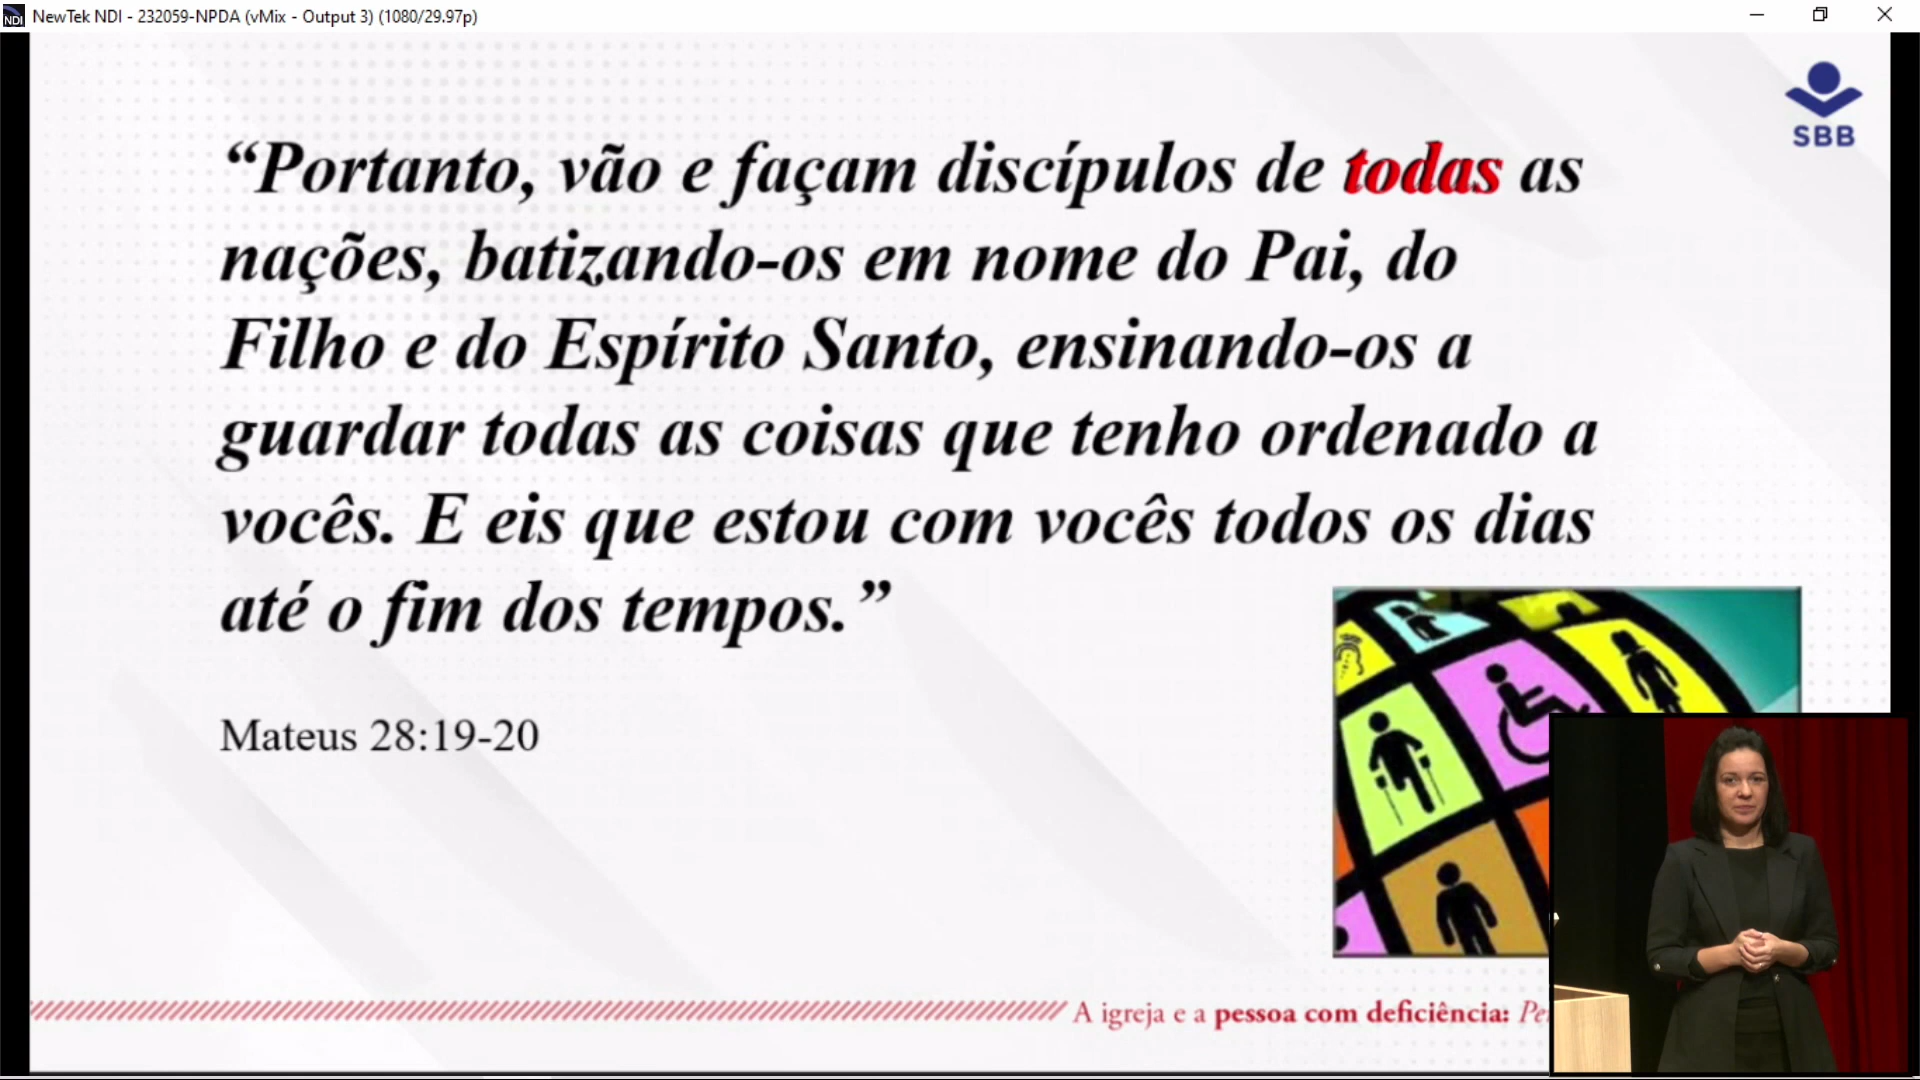 NewTek NDI - 232059-NPDA (vMix - Output 3) (1080/29.97p)
SBB
“Portanto, vão e façam discípulos de todas as
nações, batizando-os em nome do Pai, do
Filho e do Espírito Santo, ensinando-os a
guardar todas as coisas que tenho ordenado a
vocês. E eis que estou com vocês todos os dias
até o fim dos tempos.”
Mateus 28:19-20
A igreja e a pessoa com deficiência: